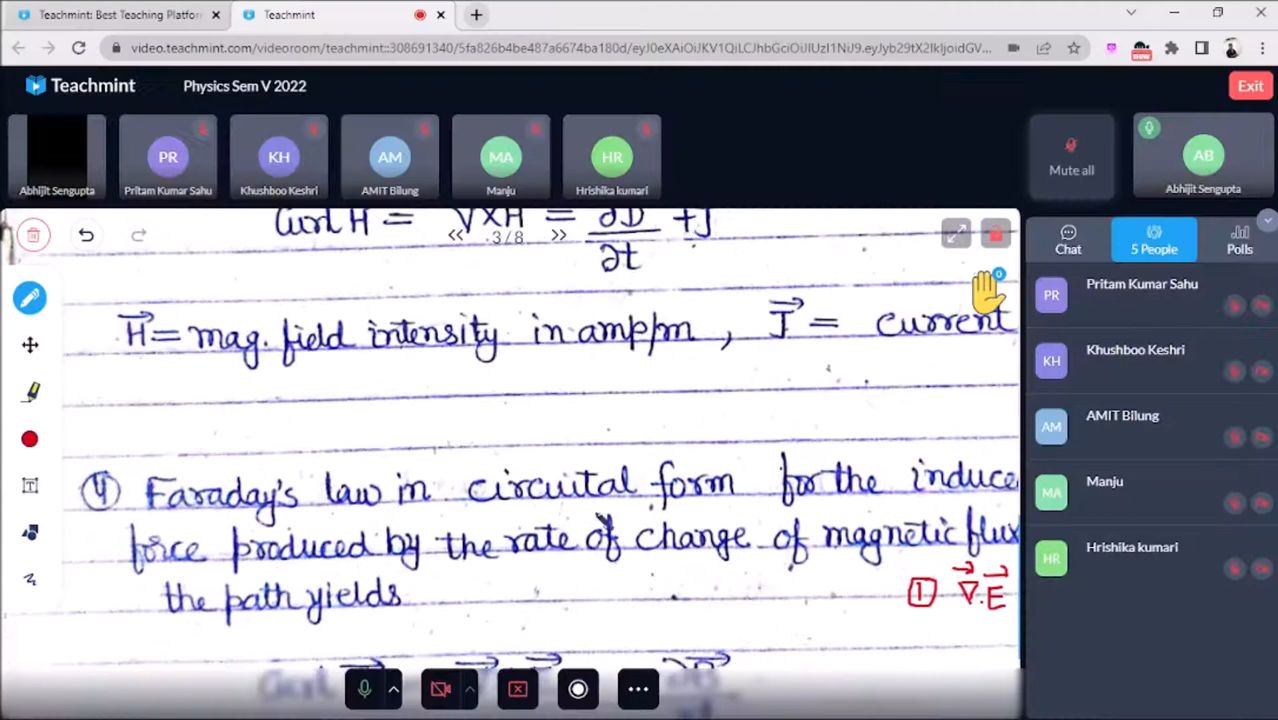 Teachmint: Best Teaching Platfor
Teachmint
video.teachmint.com/videoroom/teachmint::308691340/5fa826b4be487a6674ba180d/eyJ0eXAiOiJKV1QiLCJhbGciOiJIUzI1NiJ9.eyJyb29tX2lkIjoidGV...
Teachmint
Physics Sem V 2022
Exit
PR
KH
AM
MA
HR
Mute all
AB
Abhijit Sengupta
Pritam Kumar Sahu
Khushboo Keshri
AMIT Bilung
Manju
Hrishika kumari
Abhijit Sengupta
Curl H = ∇XH = ∂D/∂t + J
<< 3/8 >>
0
H = mag. field intensity in amp/m , J = current
④ Faraday's law in circuital form for the induce
force produced by the rate of change of magnetic flux
the path yields
① ∇.E
Curl
Chat
5 People
Polls
PR Pritam Kumar Sahu
KH Khushboo Keshri
AM AMIT Bilung
MA Manju
HR Hrishika kumari